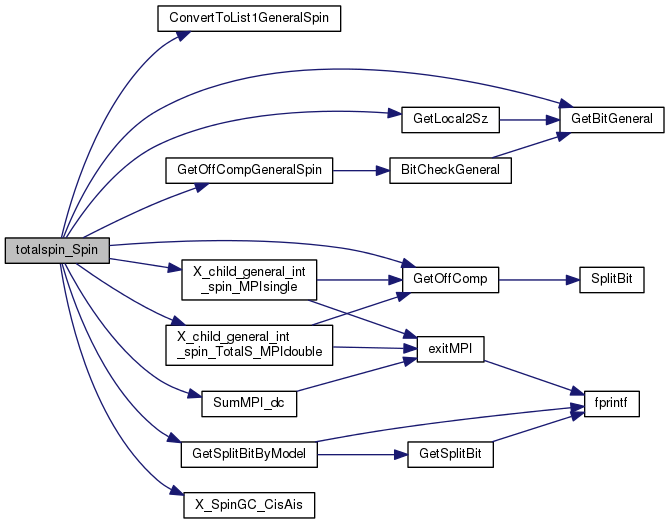 ConvertToList1GeneralSpin
GetLocal2Sz
GetBitGeneral
GetOffCompGeneralSpin
BitCheckGeneral
totalspin_Spin
X_child_general_int
_spin_MPIsingle
GetOffComp
SplitBit
X_child_general_int
_spin_TotalS_MPIdouble
exitMPI
SumMPI_dc
fprintf
GetSplitBitByModel
GetSplitBit
X_SpinGC_CisAis